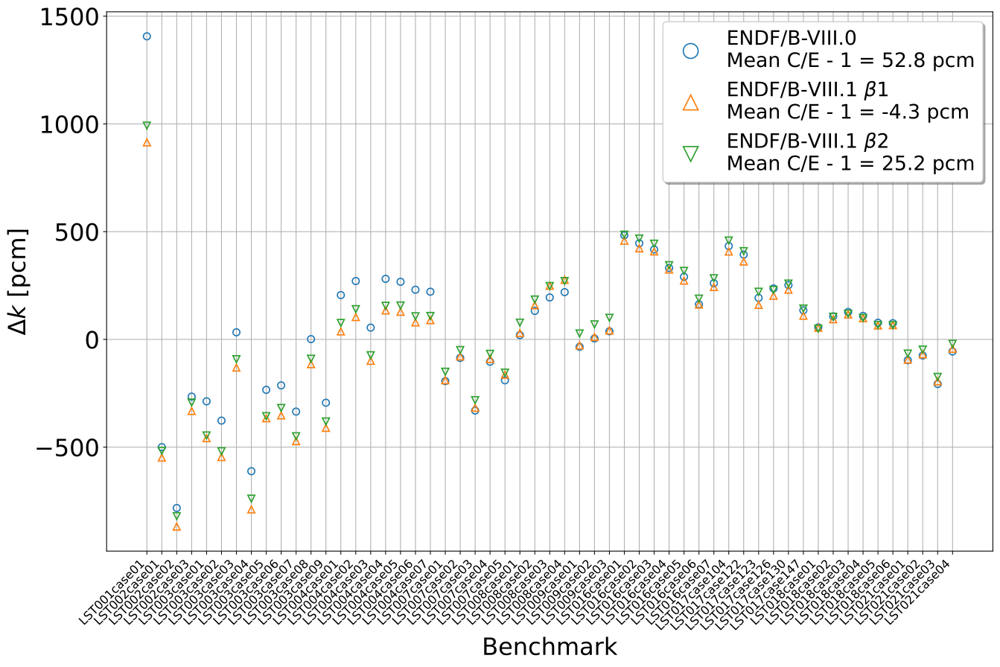 1500
1000
500
0
−500
Δk [pcm]
ENDF/B-VIII.0
Mean C/E - 1 = 52.8 pcm
ENDF/B-VIII.1 β1
Mean C/E - 1 = -4.3 pcm
ENDF/B-VIII.1 β2
Mean C/E - 1 = 25.2 pcm
LST001case01
LST002case01
LST002case02
LST002case03
LST003case01
LST003case02
LST003case03
LST003case04
LST003case05
LST003case06
LST003case07
LST003case08
LST003case09
LST004case01
LST004case02
LST004case03
LST004case04
LST004case05
LST004case06
LST004case07
LST007case01
LST007case02
LST007case03
LST007case04
LST007case05
LST008case01
LST008case02
LST008case03
LST008case04
LST009case01
LST009case02
LST009case03
LST016case01
LST016case02
LST016case03
LST016case04
LST016case05
LST016case06
LST016case07
LST017case104
LST017case122
LST017case123
LST017case126
LST017case130
LST017case147
LST018case01
LST018case02
LST018case03
LST018case04
LST018case05
LST018case06
LST021case01
LST021case02
LST021case03
LST021case04
Benchmark